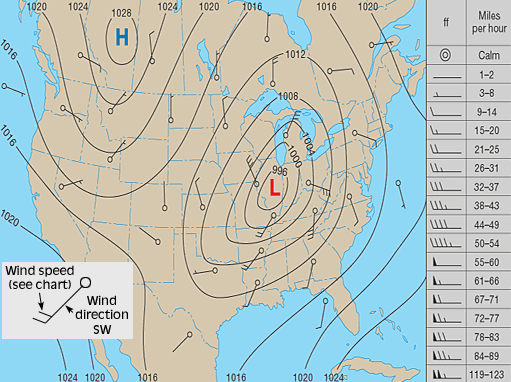 1020 1024 1028 1024 1020 1016 1016 1020
1016
H
1012
1008
1004
1000
996
L
1016
1020
Wind speed
(see chart)
Wind
direction
SW
1024 1020 1016 1020 1024
ff Miles
per hour
Calm
1–2
3–8
9–14
15–20
21–25
26–31
32–37
38–43
44–49
50–54
55–60
61–66
67–71
72–77
78–83
84–89
119–123